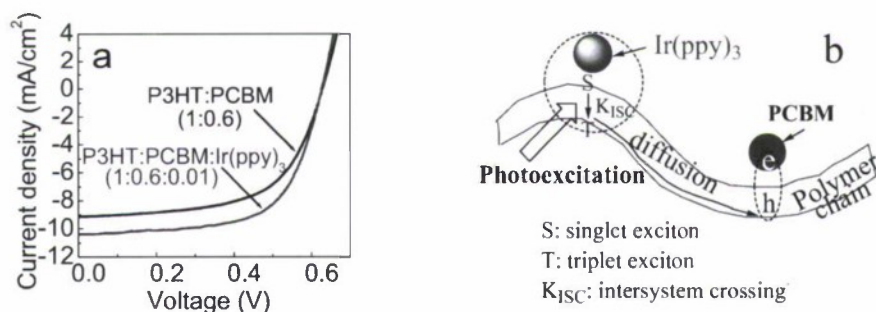 a
Current density (mA/cm²)
4
2
0
-2
-4
-6
-8
-10
-12
P3HT:PCBM
(1:0.6)
P3HT:PCBM:Ir(ppy)₃
(1:0.6:0.01)
0.0 0.2 0.4 0.6
Voltage (V)
b
Ir(ppy)₃
S
K_ISC
T
PCBM
e
h
diffusion
Photoexcitation
Polymer
chain
S: singlet exciton
T: triplet exciton
K_ISC: intersystem crossing